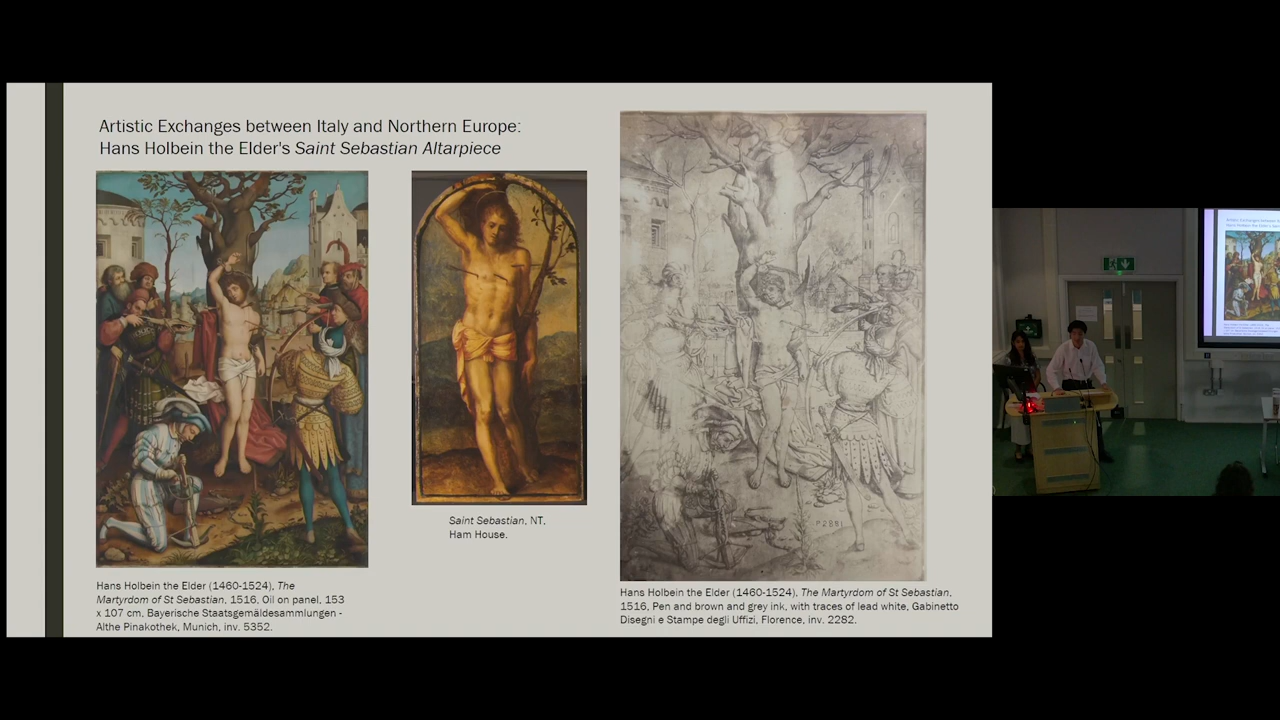 Artistic Exchanges between Italy and Northern Europe:
Hans Holbein the Elder's Saint Sebastian Altarpiece
Saint Sebastian, NT,
Ham House.
Hans Holbein the Elder (1460-1524), The
Martyrdom of St Sebastian, 1516, Oil on panel, 153
x 107 cm, Bayerische Staatsgemäldesammlungen -
Althe Pinakothek, Munich, inv. 5352.
Hans Holbein the Elder (1460-1524), The Martyrdom of St Sebastian,
1516, Pen and brown and grey ink, with traces of lead white, Gabinetto
Disegni e Stampe degli Uffizi, Florence, inv. 2282.